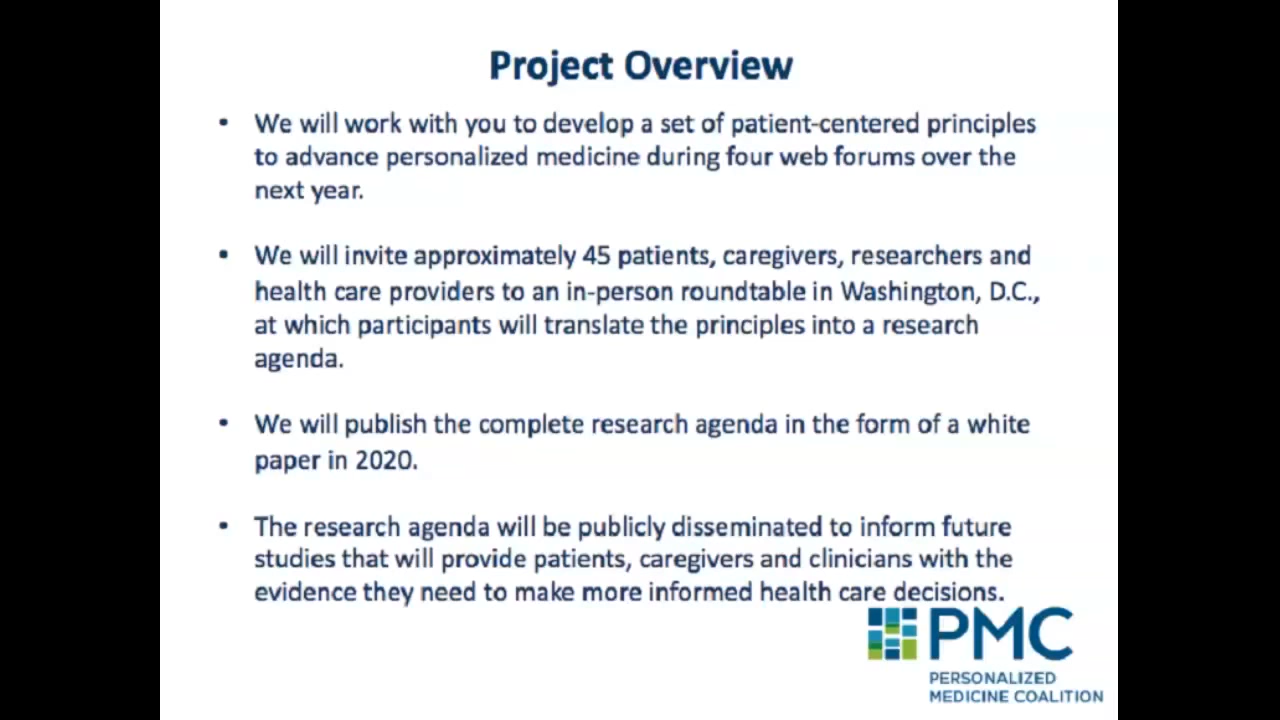 Project Overview
• We will work with you to develop a set of patient-centered principles
to advance personalized medicine during four web forums over the
next year.
• We will invite approximately 45 patients, caregivers, researchers and
health care providers to an in-person roundtable in Washington, D.C.,
at which participants will translate the principles into a research
agenda.
• We will publish the complete research agenda in the form of a white
paper in 2020.
• The research agenda will be publicly disseminated to inform future
studies that will provide patients, caregivers and clinicians with the
evidence they need to make more informed health care decisions.
PMC
PERSONALIZED
MEDICINE COALITION